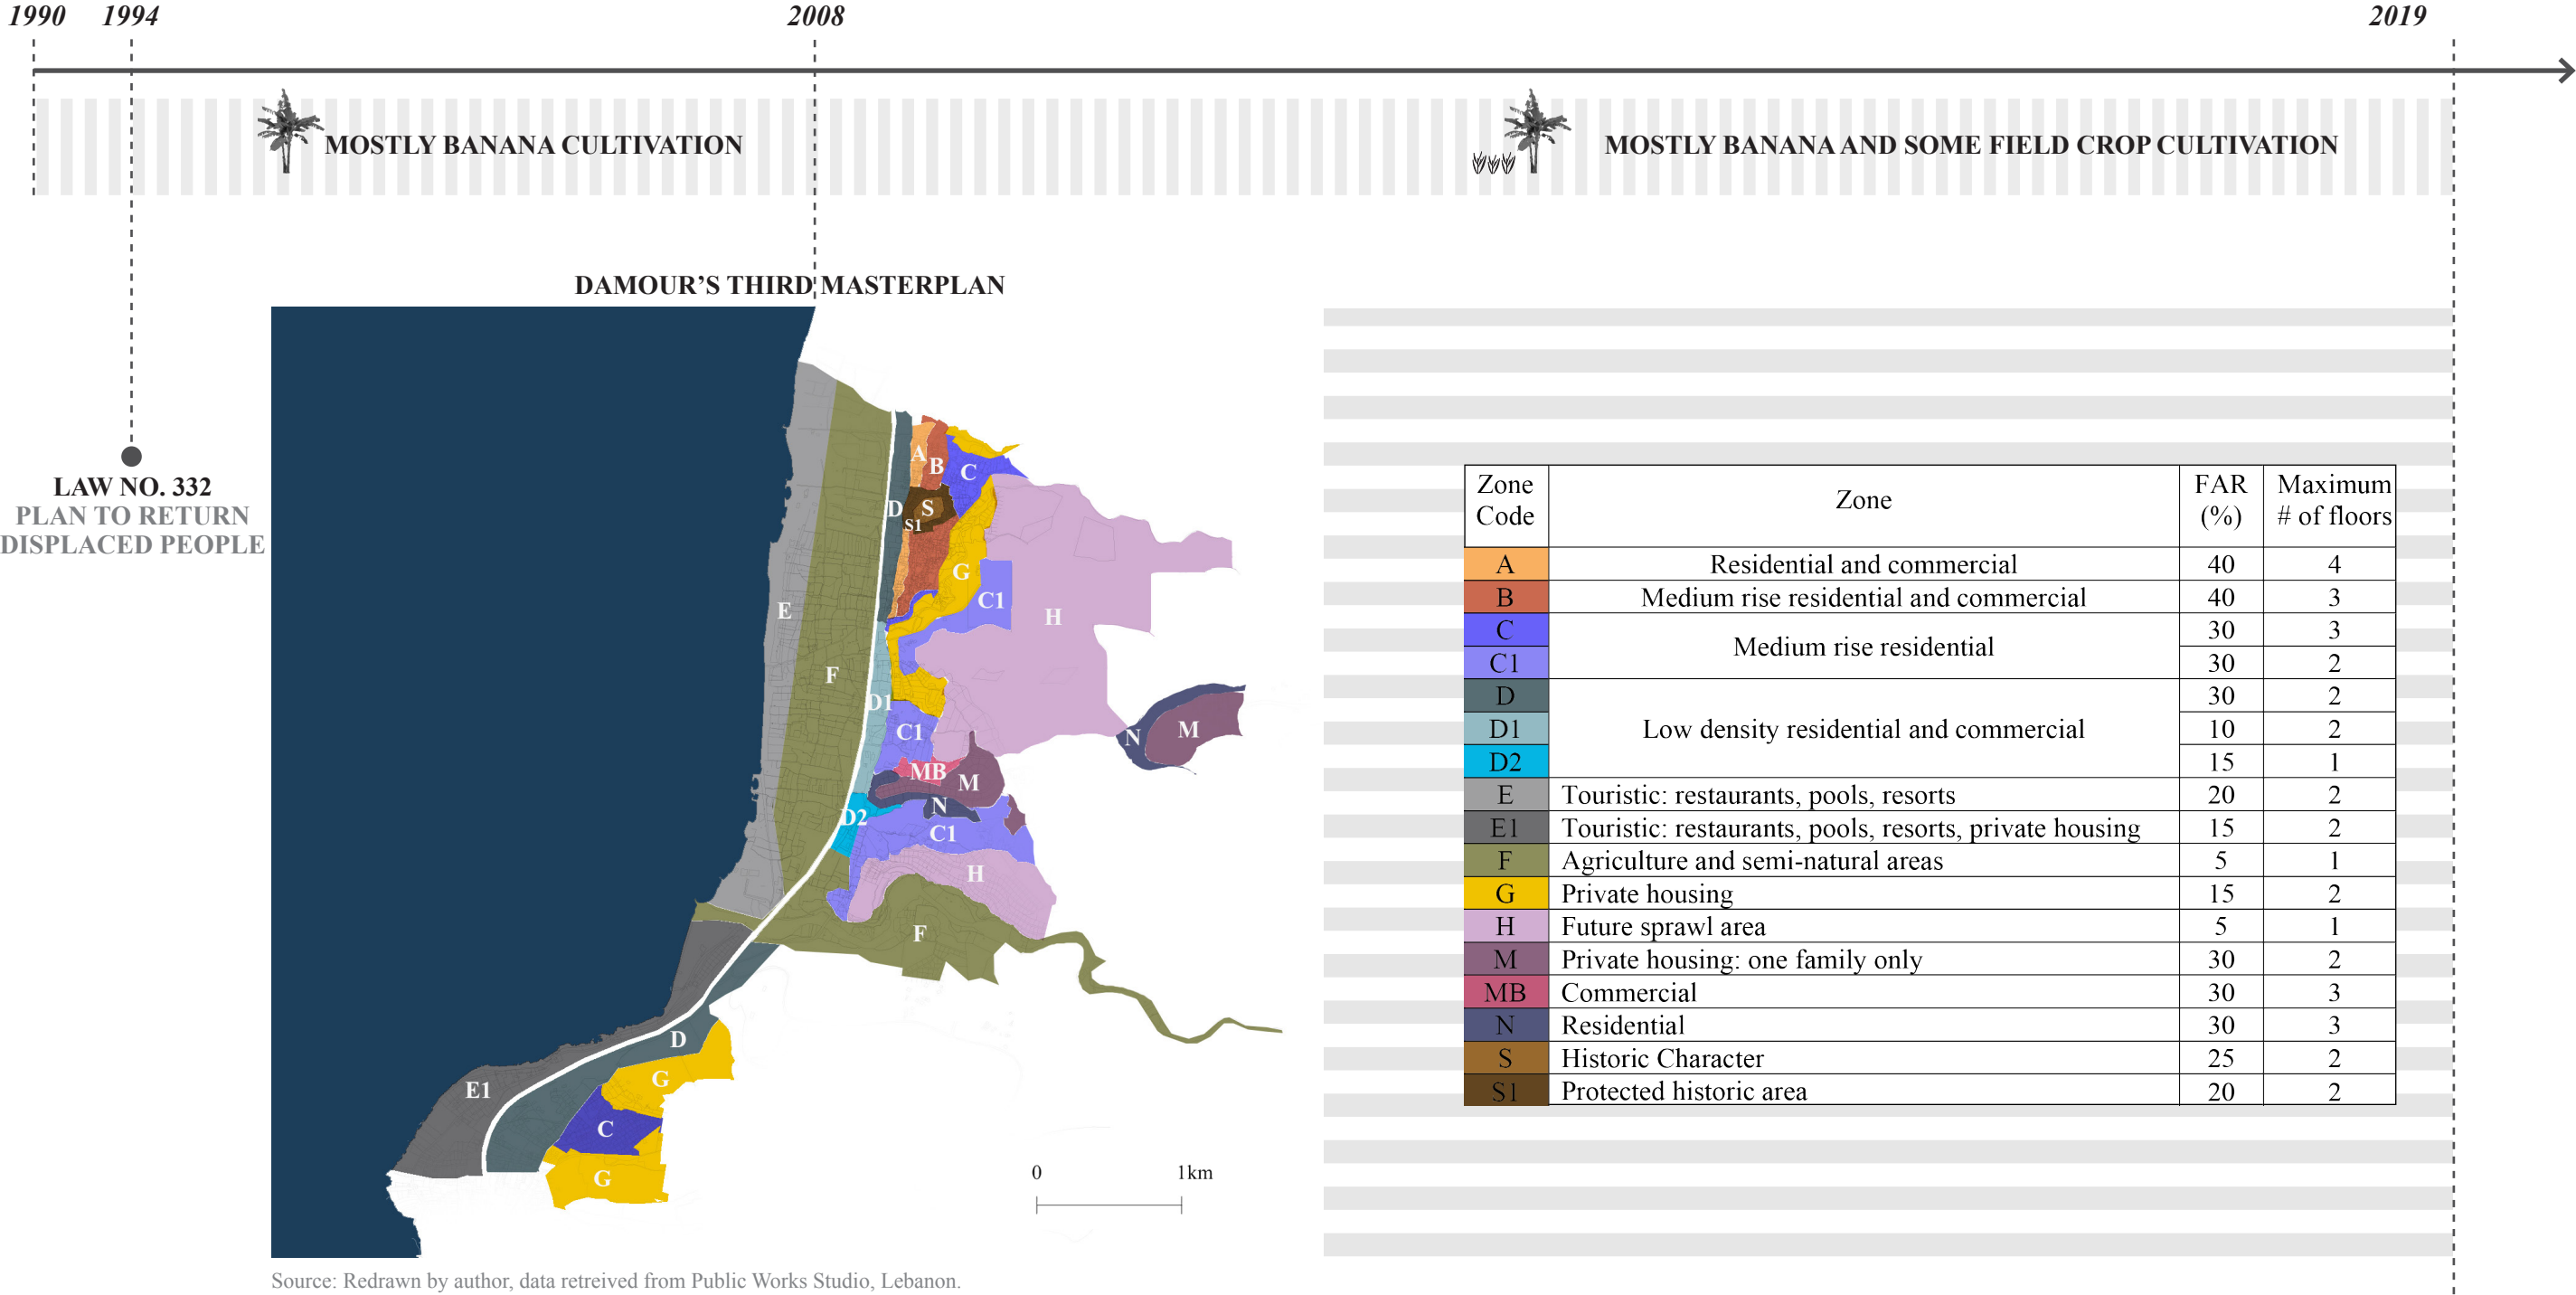 1990 1994 2008 2019
MOSTLY BANANA CULTIVATION
MOSTLY BANANA AND SOME FIELD CROP CULTIVATION
LAW NO. 332
PLAN TO RETURN
DISPLACED PEOPLE
DAMOUR'S THIRD MASTERPLAN
A
B
C
D
S
S1
G
E
C1
H
F
D1
C1
N
M
MB
M
N
D2
C1
H
F
D
G
E1
C
G
0 1km
Zone Code Zone FAR (%) Maximum # of floors
A Residential and commercial 40 4
B Medium rise residential and commercial 40 3
C Medium rise residential 30 3
C1 30 2
D 30 2
D1 Low density residential and commercial 10 2
D2 15 1
E Touristic: restaurants, pools, resorts 20 2
E1 Touristic: restaurants, pools, resorts, private housing 15 2
F Agriculture and semi-natural areas 5 1
G Private housing 15 2
H Future sprawl area 5 1
M Private housing: one family only 30 2
MB Commercial 30 3
N Residential 30 3
S Historic Character 25 2
S1 Protected historic area 20 2
Source: Redrawn by author, data retreived from Public Works Studio, Lebanon.